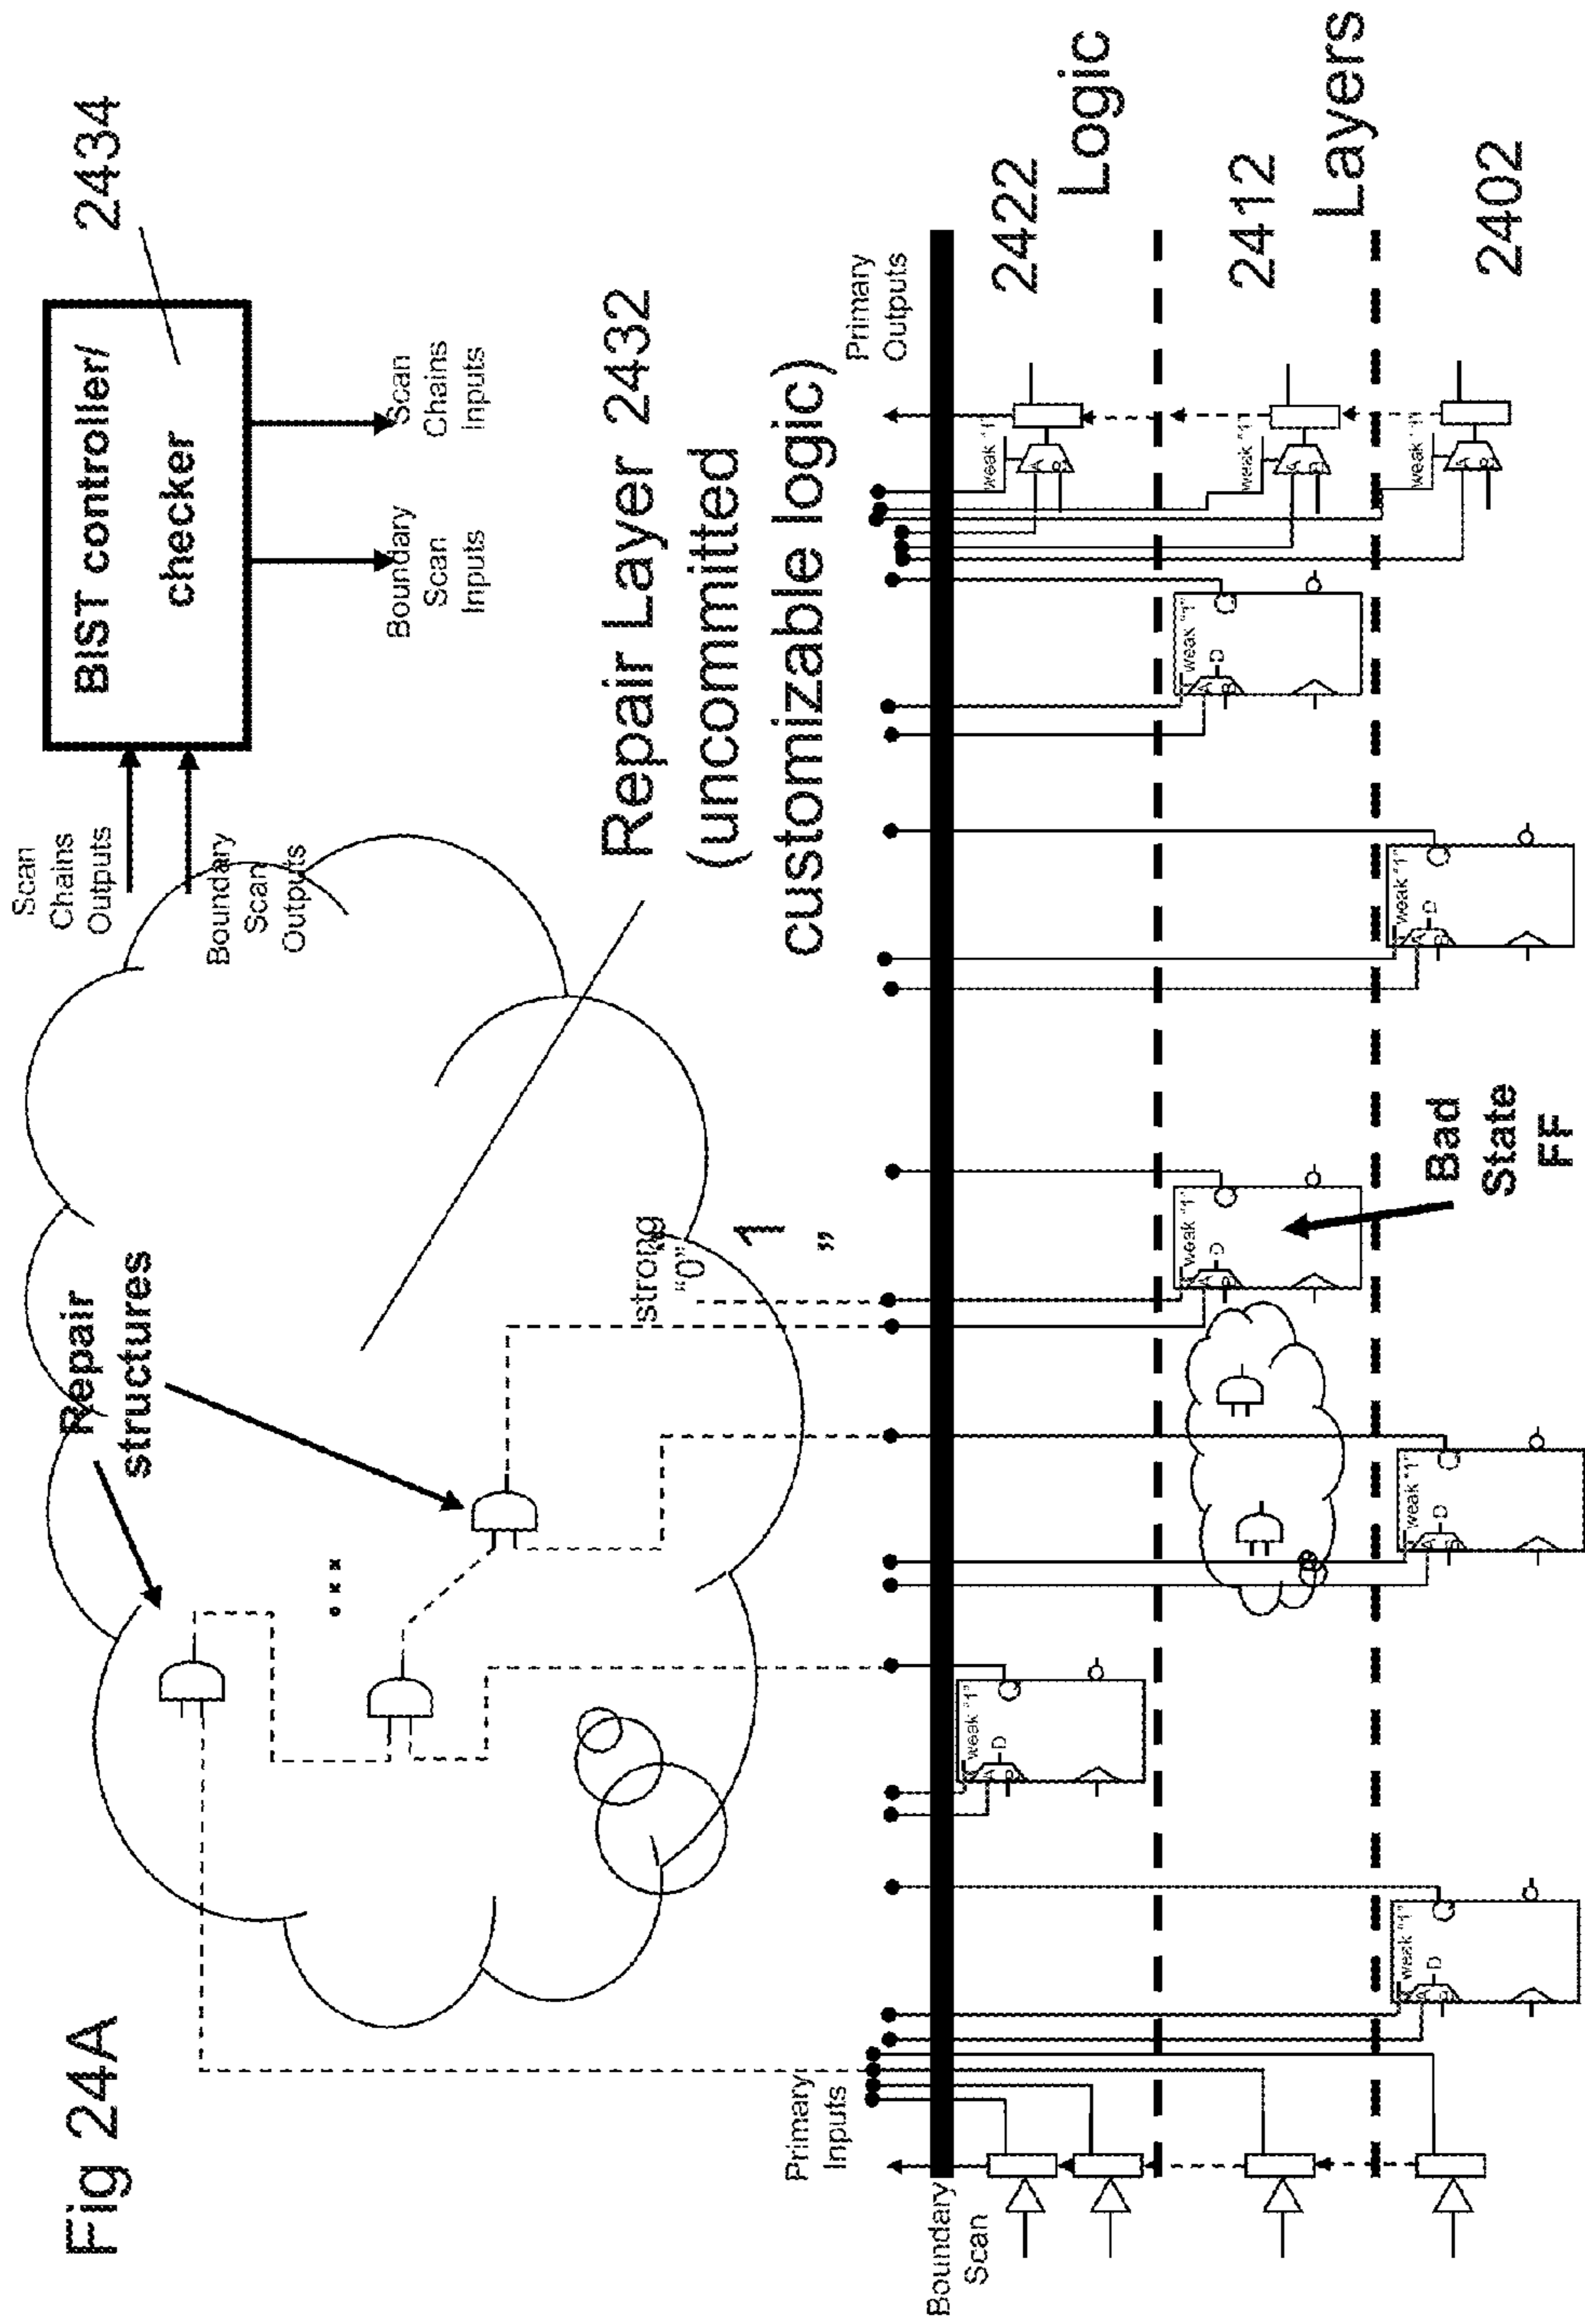 Fig 24A
Repair
structures
Scan
Chains
Outputs
Boundary
Scan
Outputs
BIST controller/
checker
2434
Boundary
Scan
Inputs
Scan
Chains
Inputs
Repair Layer 2432
(uncommitted
customizable logic)
strong
"0"
1
"
Primary
Inputs
Primary
Outputs
Boundary
Scan
2422
Logic
2412
Layers
2402
weak "1"
A
B
weak "1"
A
B
weak "1"
A
B
weak "1"
A
B
D
Q
weak "1"
A
B
D
Q
weak "1"
A
B
D
Q
weak "1"
A
B
D
Q
weak "1"
A
B
D
Q
weak "1"
A
B
D
Q
weak "1"
A
B
D
Q
Bad
State
FF